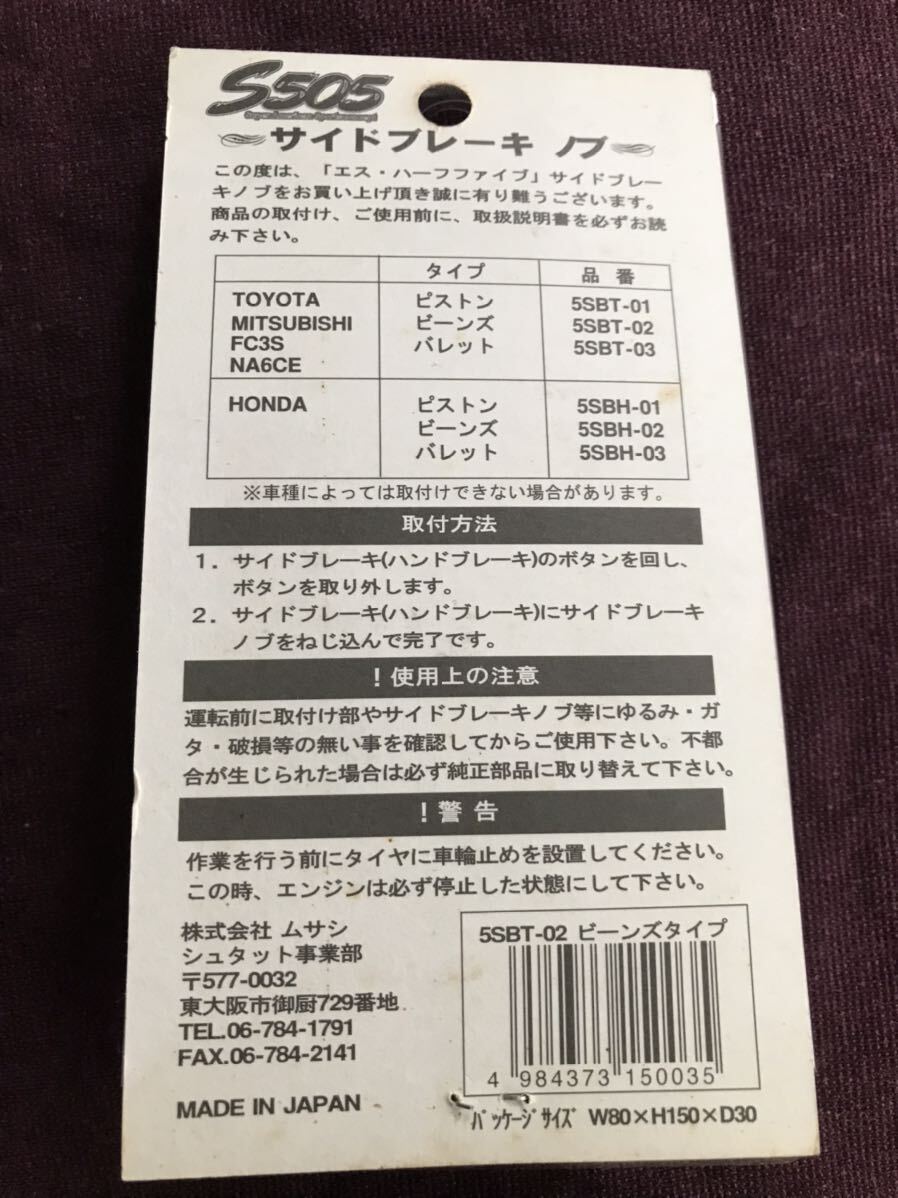 S505
サイドブレーキ ノブ
この度は、「エス・ハーフファイブ」サイドブレー
キノブをお買い上げ頂き誠に有り難うございます。
商品の取付け、ご使用前に、取扱説明書を必ずお読
み下さい。
タイプ 品番
TOYOTA ピストン 5SBT-01
MITSUBISHI ビーンズ 5SBT-02
FC3S バレット 5SBT-03
NA6CE
HONDA ピストン 5SBH-01
ビーンズ 5SBH-02
バレット 5SBH-03
※車種によっては取付けできない場合があります。
取付方法
1. サイドブレーキ(ハンドブレーキ)のボタンを回し、
ボタンを取り外します。
2. サイドブレーキ(ハンドブレーキ)にサイドブレーキ
ノブをねじ込んで完了です。
!使用上の注意
運転前に取付け部やサイドブレーキノブ等にゆるみ・ガ
タ・破損等の無い事を確認してからご使用下さい。不都
合が生じられた場合は必ず純正部品に取り替えて下さい。
!警告
作業を行う前にタイヤに車輪止めを設置してください。
この時、エンジンは必ず停止した状態にして下さい。
株式会社 ムサシ
シュタット事業部
〒577-0032
東大阪市御厨729番地
TEL.06-784-1791
FAX.06-784-2141
MADE IN JAPAN
5SBT-02 ビーンズタイプ
4 984373 150035
パッケージサイズ W80×H150×D30